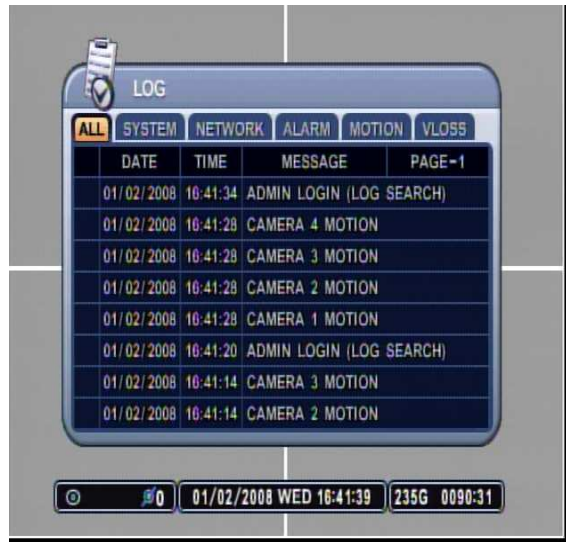 LOG
ALL SYSTEM NETWORK ALARM MOTION VLOSS
DATE TIME MESSAGE PAGE-1
01/02/2008 16:41:34 ADMIN LOGIN (LOG SEARCH)
01/02/2008 16:41:28 CAMERA 4 MOTION
01/02/2008 16:41:28 CAMERA 3 MOTION
01/02/2008 16:41:28 CAMERA 2 MOTION
01/02/2008 16:41:28 CAMERA 1 MOTION
01/02/2008 16:41:20 ADMIN LOGIN (LOG SEARCH)
01/02/2008 16:41:14 CAMERA 3 MOTION
01/02/2008 16:41:14 CAMERA 2 MOTION
0 01/02/2008 WED 16:41:39 235G 0090:31